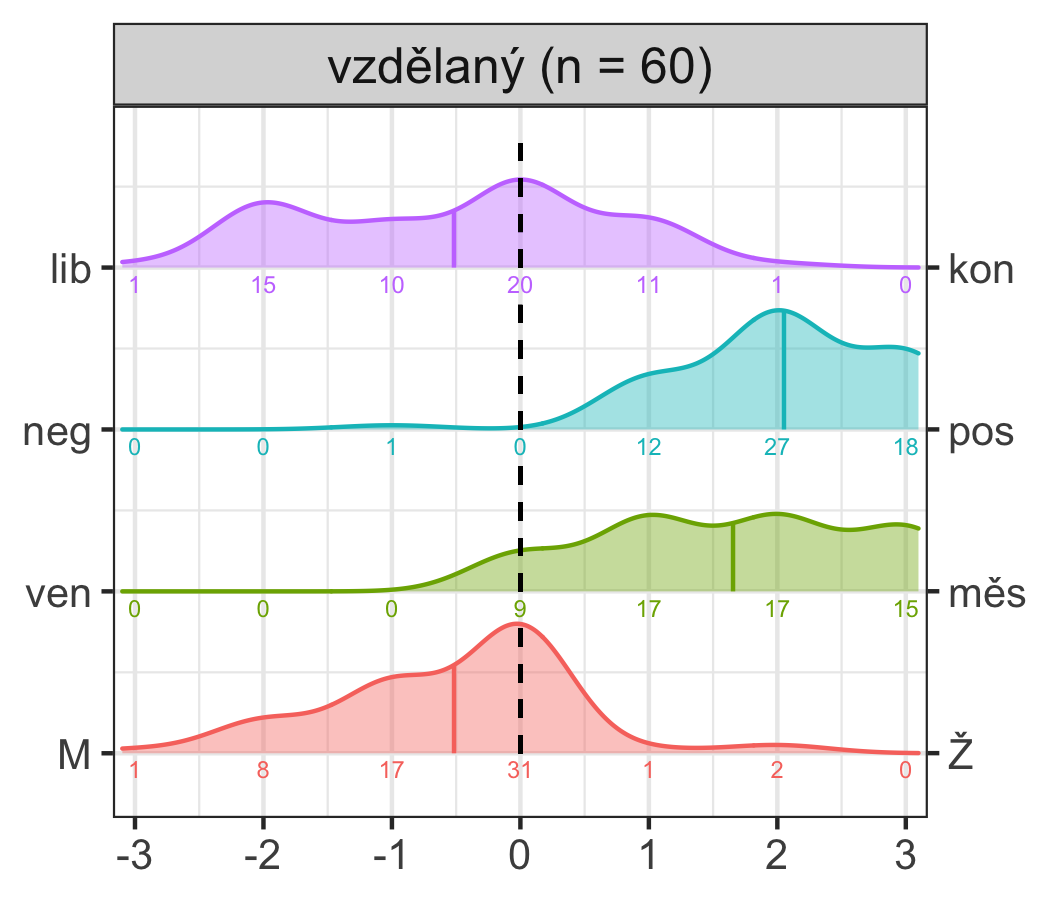 vzdělaný (n = 60)
lib kon
1 15 10 20 11 1 0
neg pos
0 0 1 0 12 27 18
ven měs
0 0 0 9 17 17 15
M Ž
1 8 17 31 1 2 0
-3 -2 -1 0 1 2 3